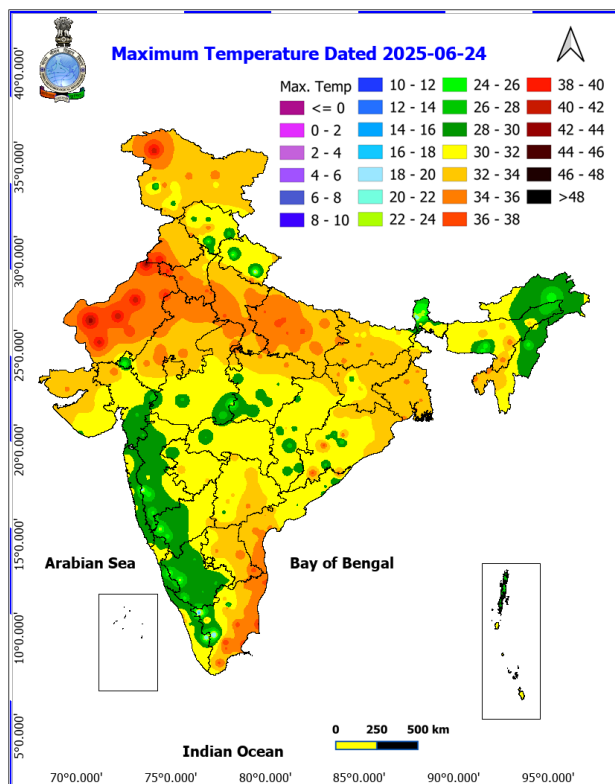 Maximum Temperature Dated 2025-06-24
Max. Temp
<= 0
0 - 2
2 - 4
4 - 6
6 - 8
8 - 10
10 - 12
12 - 14
14 - 16
16 - 18
18 - 20
20 - 22
22 - 24
24 - 26
26 - 28
28 - 30
30 - 32
32 - 34
34 - 36
36 - 38
38 - 40
40 - 42
42 - 44
44 - 46
46 - 48
>48
40°0.000'
35°0.000'
30°0.000'
25°0.000'
20°0.000'
15°0.000'
10°0.000'
5°0.000'
Arabian Sea
Bay of Bengal
0 250 500 km
Indian Ocean
70°0.000' 75°0.000' 80°0.000' 85°0.000' 90°0.000' 95°0.000'